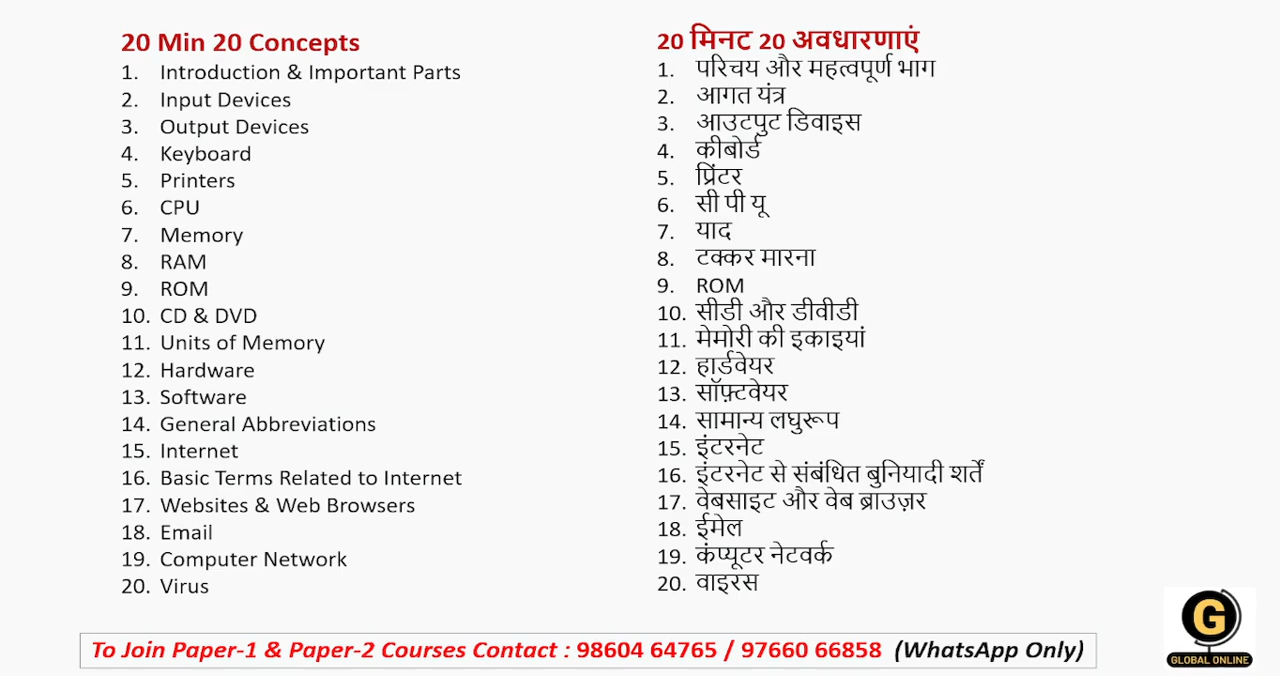 20 Min 20 Concepts
1. Introduction & Important Parts
2. Input Devices
3. Output Devices
4. Keyboard
5. Printers
6. CPU
7. Memory
8. RAM
9. ROM
10. CD & DVD
11. Units of Memory
12. Hardware
13. Software
14. General Abbreviations
15. Internet
16. Basic Terms Related to Internet
17. Websites & Web Browsers
18. Email
19. Computer Network
20. Virus
20 मिनट 20 अवधारणाएं
1. परिचय और महत्वपूर्ण भाग
2. आगत यंत्र
3. आउटपुट डिवाइस
4. कीबोर्ड
5. प्रिंटर
6. सी पी यू
7. याद
8. टक्कर मारना
9. ROM
10. सीडी और डीवीडी
11. मेमोरी की इकाइयां
12. हार्डवेयर
13. सॉफ़्टवेयर
14. सामान्य लघुरूप
15. इंटरनेट
16. इंटरनेट से संबंधित बुनियादी शर्तें
17. वेबसाइट और वेब ब्राउज़र
18. ईमेल
19. कंप्यूटर नेटवर्क
20. वाइरस
To Join Paper-1 & Paper-2 Courses Contact : 98604 64765 / 97660 66858 (WhatsApp Only)
G
GLOBAL ONLINE